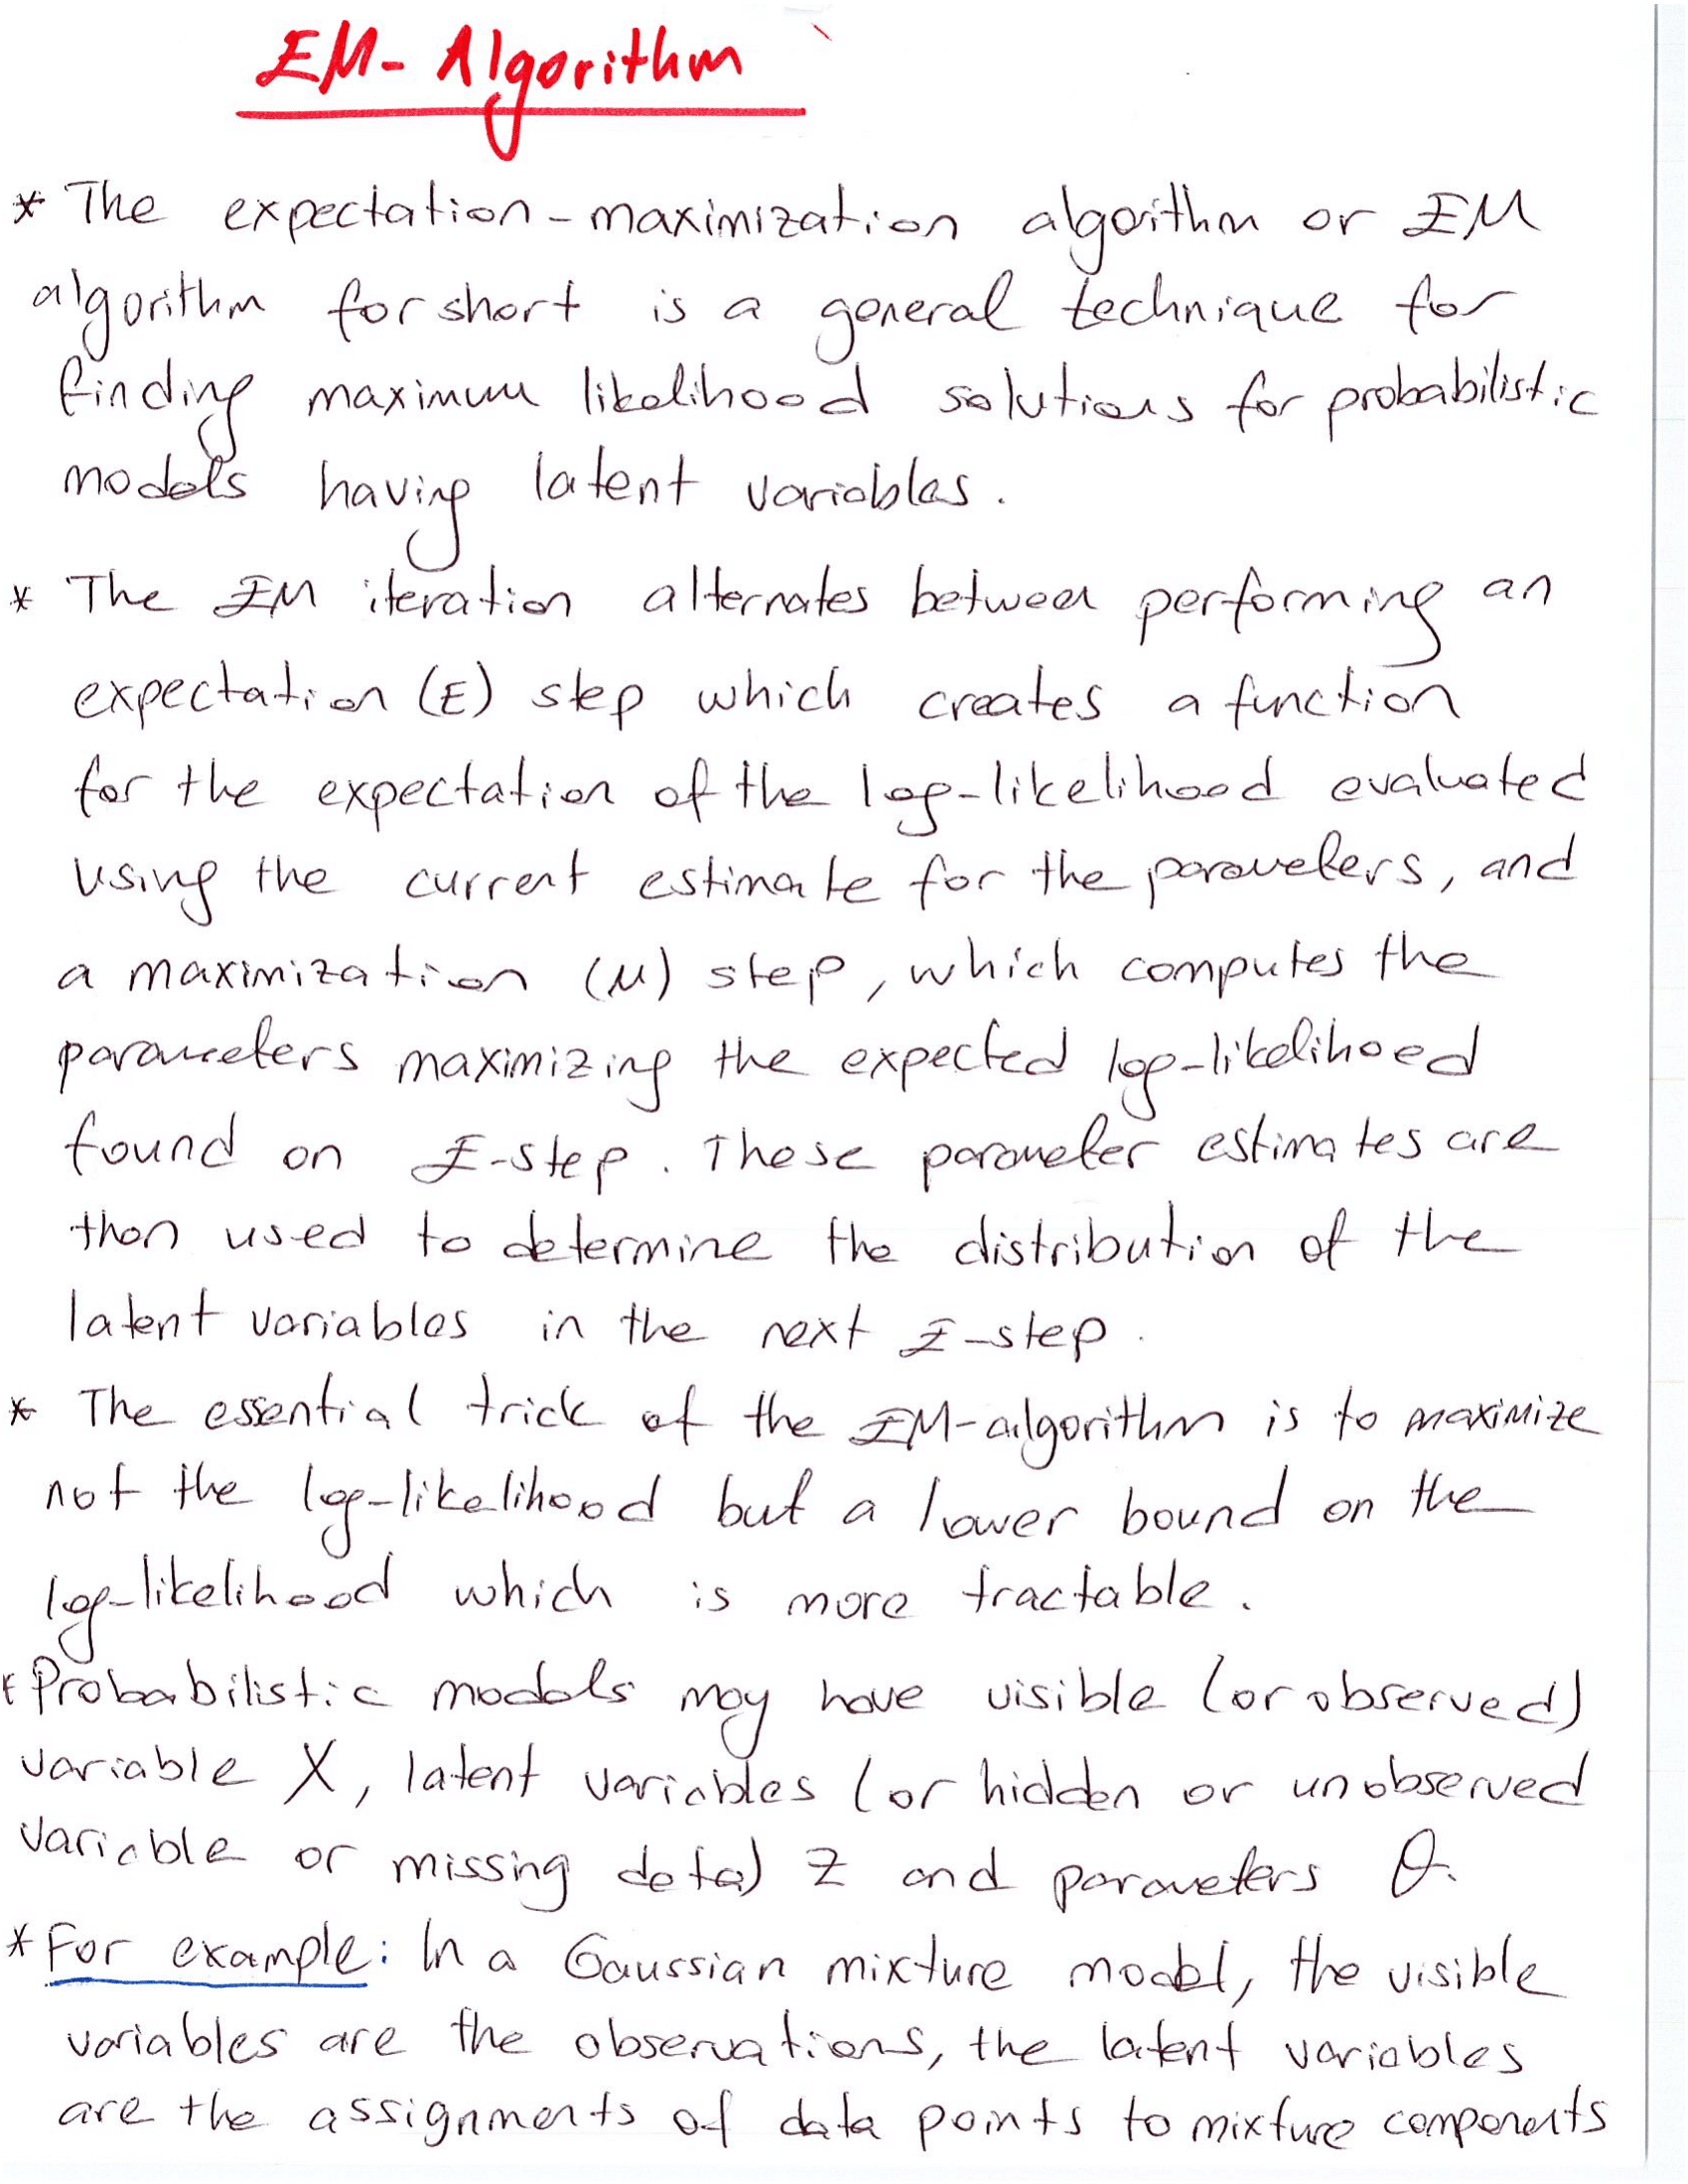 EM- Algorithm
* The expectation-maximization algorithm or EM
algorithm for short is a general technique for
finding maximum likelihood solutions for probabilistic
models having latent variables.
* The EM iteration alternates between performing an
expectation (E) step which creates a function
for the expectation of the log-likelihood evaluated
using the current estimate for the parameters, and
a maximization (M) step, which computes the
parameters maximizing the expected log-likelihood
found on E-step. These parameter estimates are
then used to determine the distribution of the
latent variables in the next E-step.
* The essential trick of the EM-algorithm is to maximize
not the log-likelihood but a lower bound on the
log-likelihood which is more tractable.
* Probabilistic models may have visible (or observed)
variable X, latent variables (or hidden or unobserved
variable or missing data) Z and parameters θ.
* For example: In a Gaussian mixture model, the visible
variables are the observations, the latent variables
are the assignments of data points to mixture components